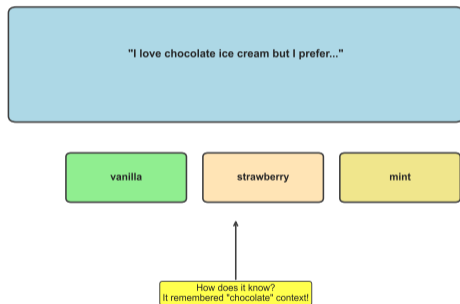 "I love chocolate ice cream but I prefer..."
vanilla
strawberry
mint
How does it know?
It remembered "chocolate" context!